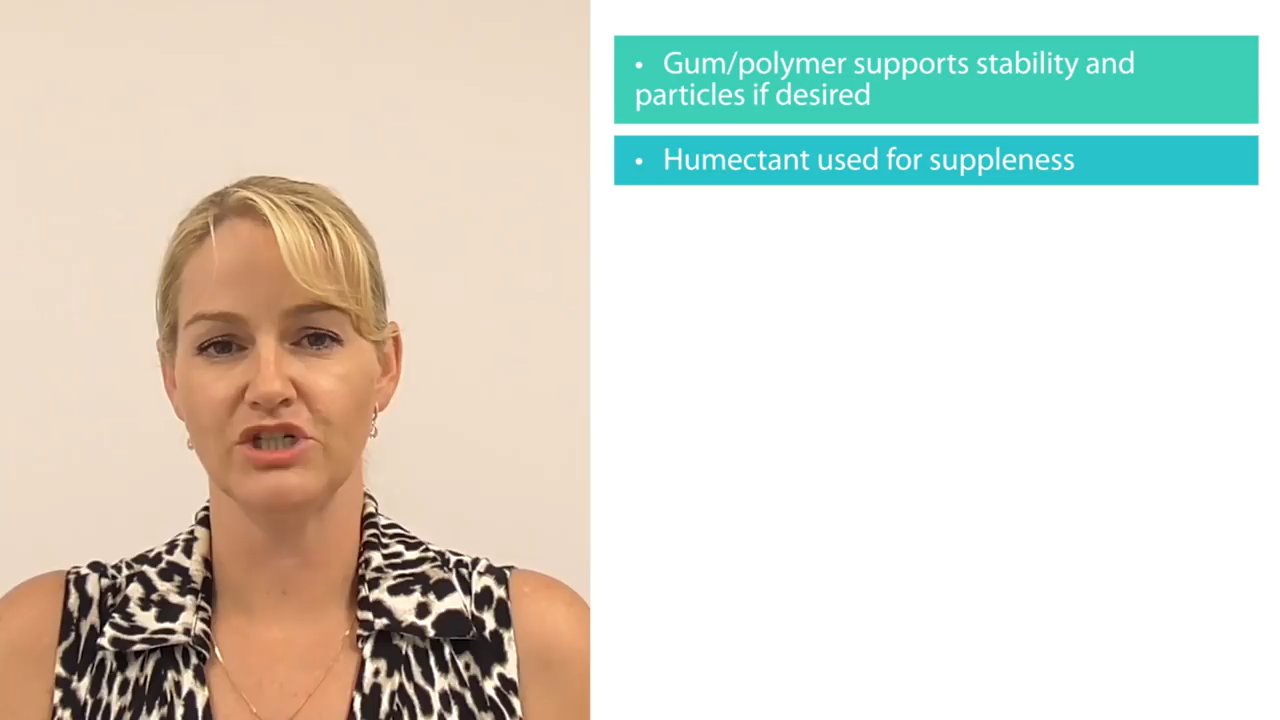 • Gum/polymer supports stability and
particles if desired
• Humectant used for suppleness